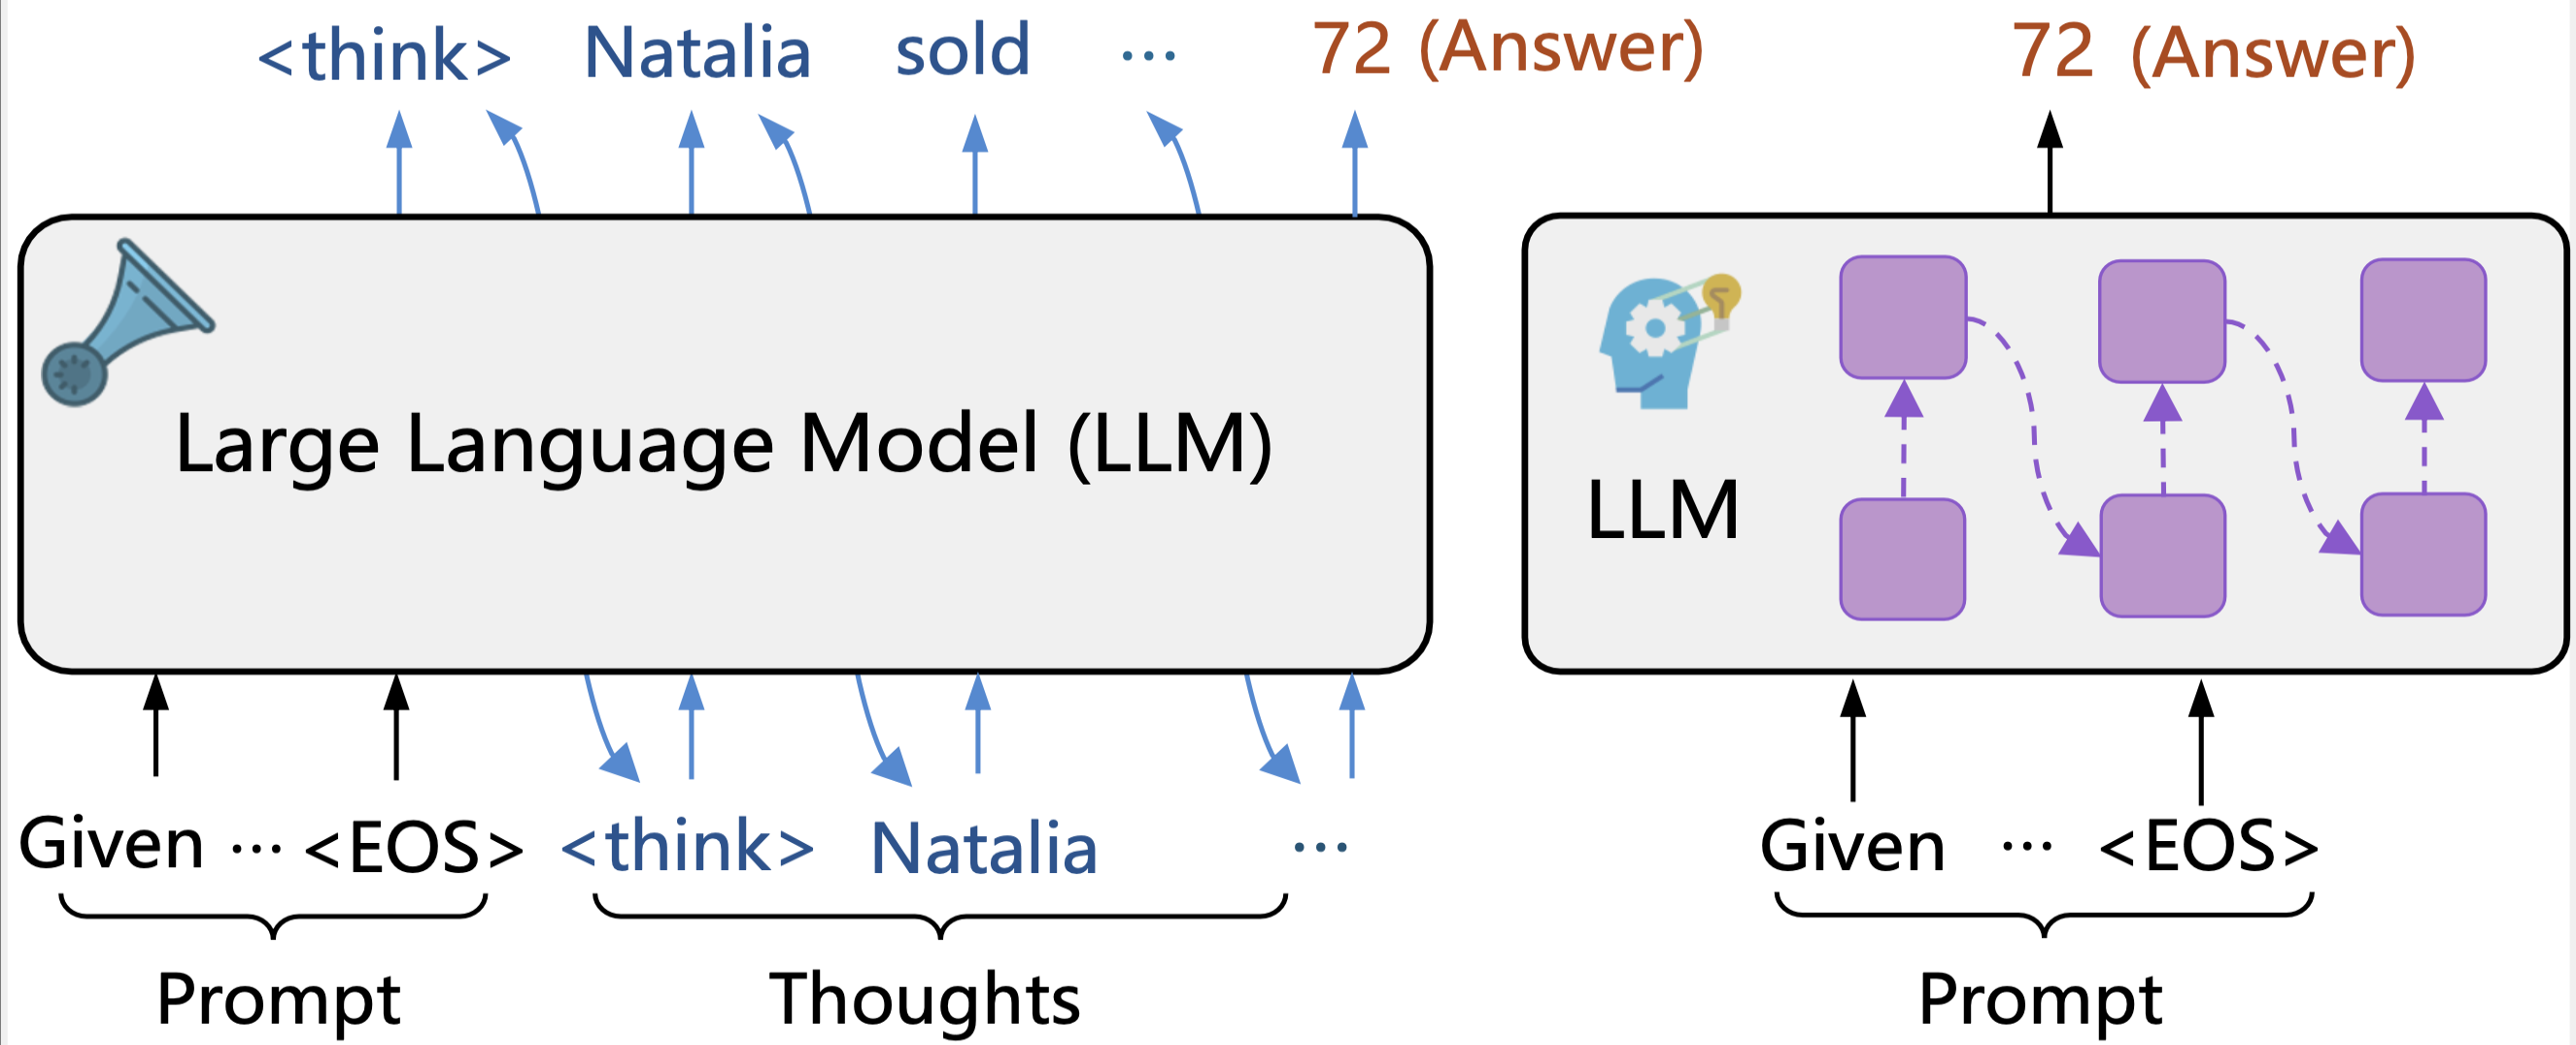 <think> Natalia sold ... 72 (Answer)
Large Language Model (LLM)
Given ... <EOS> <think> Natalia ...
Prompt Thoughts
72 (Answer)
LLM
Given ... <EOS>
Prompt